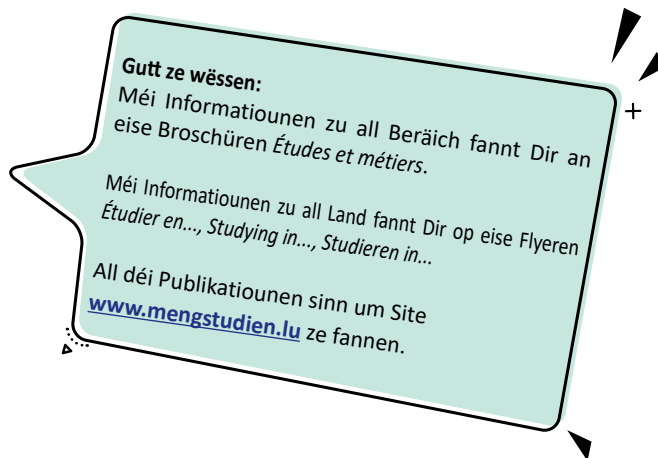 Gutt ze wëssen:
Méi Informatiounen zu all Beräich fannt Dir an
eise Broschüren Études et métiers.
Méi Informatiounen zu all Land fannt Dir op eise Flyeren
Étudier en..., Studying in..., Studieren in...
All déi Publikatiounen sinn um Site
www.mengstudien.lu ze fannen.